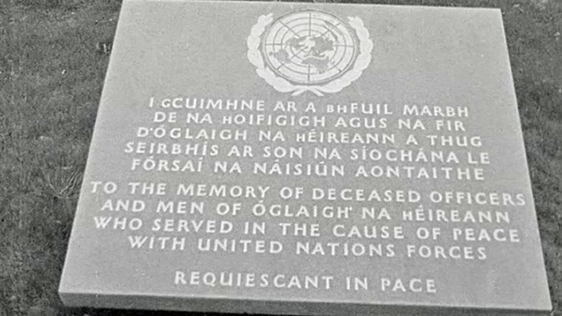 I GCUIMHNE AR A BHFUIL MARBH
DE NA HOIFIGIGH AGUS NA FIR
D'ÓGLAIGH NA HÉIREANN A THUG
SEIRBHÍS AR SON NA SÍOCHÁNA LE
FÓRSAÍ NA NÁISIÚN AONTAITHE
TO THE MEMORY OF DECEASED OFFICERS
AND MEN OF ÓGLAIGH NA HÉIREANN
WHO SERVED IN THE CAUSE OF PEACE
WITH UNITED NATIONS FORCES
REQUIESCANT IN PACE